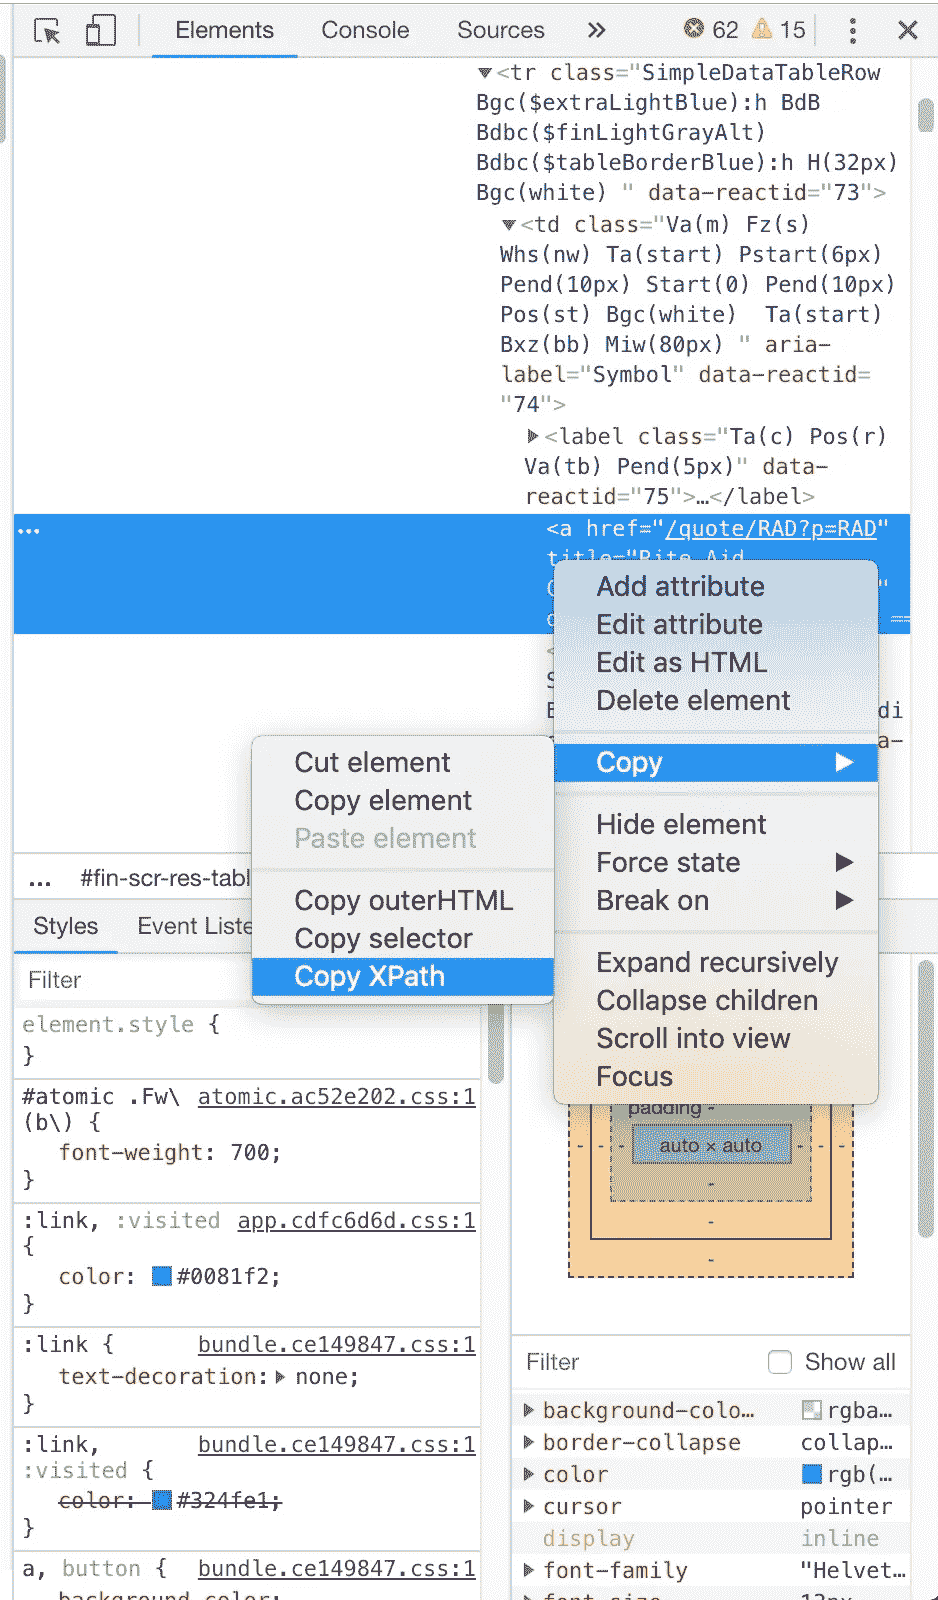 Elements Console Sources » 62 15
▼<tr class="SimpleDataTableRow
Bgc($extraLightBlue):h BdB
Bdbc($finLightGrayAlt)
Bdbc($tableBorderBlue):h H(32px)
Bgc(white) " data-reactid="73">
▼<td class="Va(m) Fz(s)
Whs(nw) Ta(start) Pstart(6px)
Pend(10px) Start(0) Pend(10px)
Pos(st) Bgc(white)  Ta(start)
Bxz(bb) Miw(80px) " aria-
label="Symbol" data-reactid=
"74">
▶<label class="Ta(c) Pos(r)
Va(tb) Pend(5px)" data-
reactid="75">…</label>
… <a href="/quote/RAD?p=RAD"
title="Rite Aid
"
==
Add attribute
Edit attribute
Edit as HTML
Delete element
Copy ▶
Hide element
Force state ▶
Break on ▶
Expand recursively
Collapse children
Scroll into view
Focus
Cut element
Copy element
Paste element
Copy outerHTML
Copy selector
Copy XPath
… #fin-scr-res-tabl
Styles Event Liste
Filter
element.style {
}
#atomic .Fw\ atomic.ac52e202.css:1
(b\) {
font-weight: 700;
}
:link, :visited app.cdfc6d6d.css:1
{
color: #0081f2;
}
:link { bundle.ce149847.css:1
text-decoration:▶ none;
}
:link, bundle.ce149847.css:1
:visited {
color: #324fe1;
}
a, button { bundle.ce149847.css:1
background-color:
padding -
auto × auto
Filter Show all
▶ background-colo… rgba…
▶ border-collapse collap…
▶ color rgb(…
▶ cursor pointer
display inline
▶ font-family "Helvet…
▶ font-size 13px